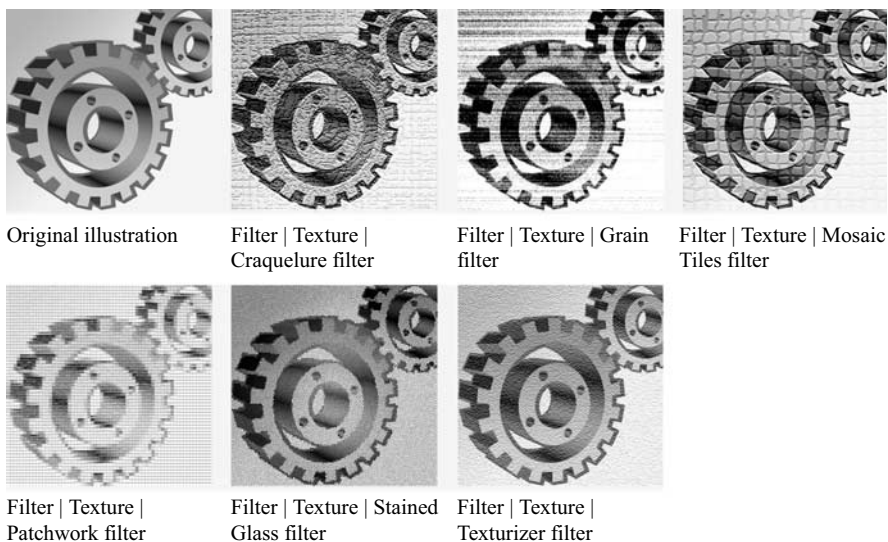 Original illustration
Filter | Texture |
Craquelure filter
Filter | Texture | Grain
filter
Filter | Texture | Mosaic
Tiles filter
Filter | Texture |
Patchwork filter
Filter | Texture | Stained
Glass filter
Filter | Texture |
Texturizer filter